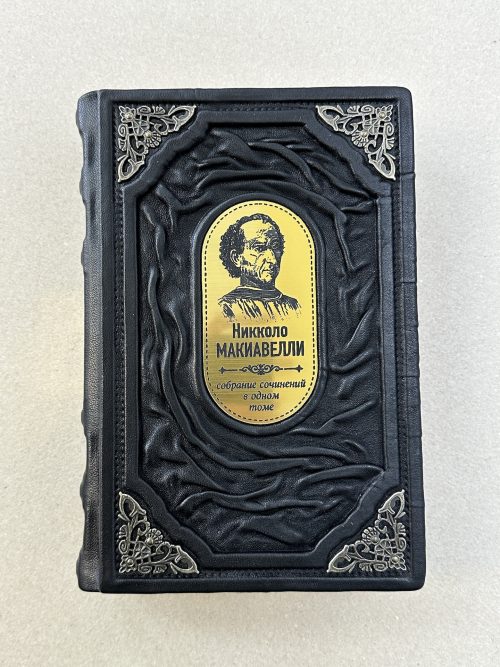 Никколо
МАКИАВЕЛЛИ
собрание сочинений
в одном
томе